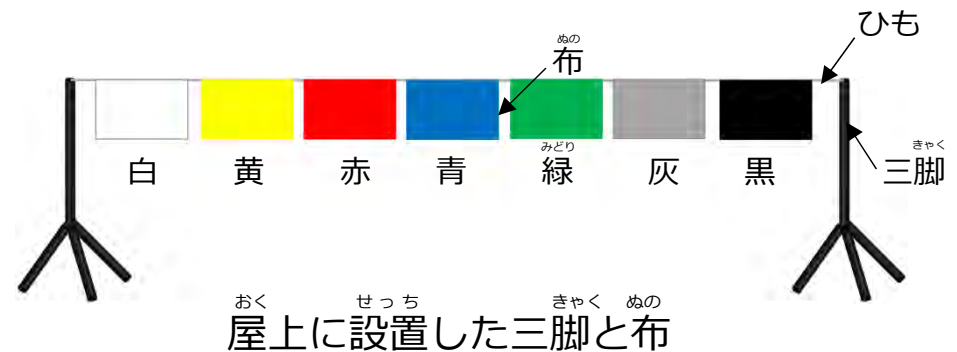 ひも
布
ぬの
白 黄 赤 青 緑 灰 黒
みどり
三脚
きゃく
屋上に設置した三脚と布
おく せっち きゃく ぬの